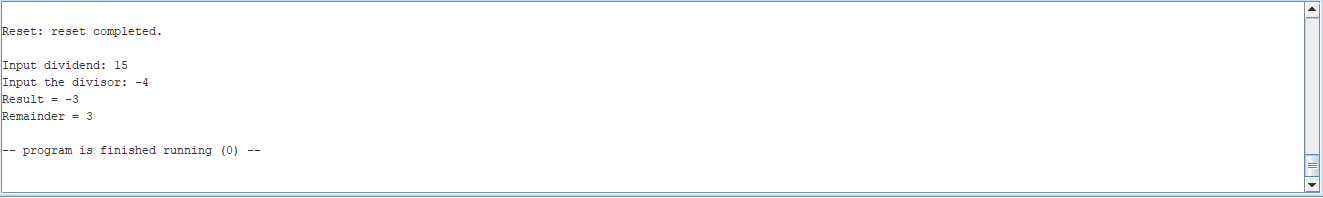 Reset: reset completed.
Input dividend: 15
Input the divisor: -4
Result = -3
Remainder = 3
-- program is finished running (0) --